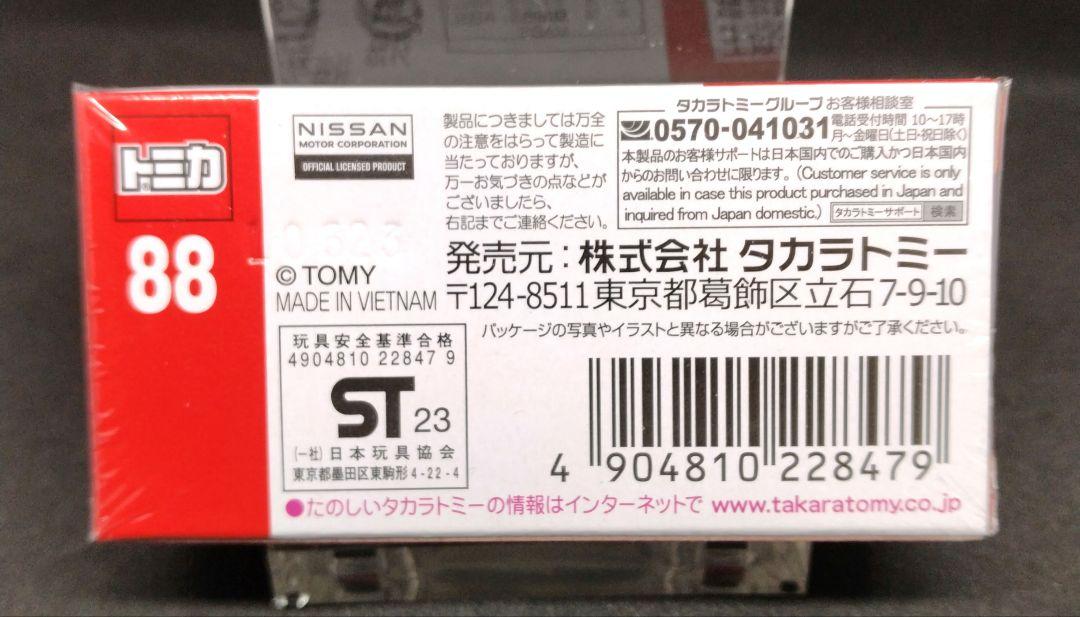 トミカ®
88
NISSAN
MOTOR CORPORATION
OFFICIAL LICENSED PRODUCT
0 523
© TOMY
MADE IN VIETNAM
製品につきましては万全
の注意をはらって製造に
当たっておりますが、
万一お気づきの点などが
ございましたら、
右記までご連絡ください。
タカラトミーグループ お客様相談室
0570-041031 電話受付時間 10〜17時
月〜金曜日(土日・祝日除く)
本製品のお客様サポートは日本国内でのご購入かつ日本国内
からのお問い合わせに限ります。(Customer service is only
available in case this product purchased in Japan and
inquired from Japan domestic.) タカラトミーサポート 検索
発売元:株式会社 タカラトミー
〒124-8511東京都葛飾区立石7-9-10
パッケージの写真やイラストと異なる場合がございますがご了承ください。
玩具安全基準合格
4904810 22847 9
ST 23
(一社)日本玩具協会
東京都墨田区東駒形4-22-4
4 904810 228479
●たのしいタカラトミーの情報はインターネットで www.takaratomy.co.jp